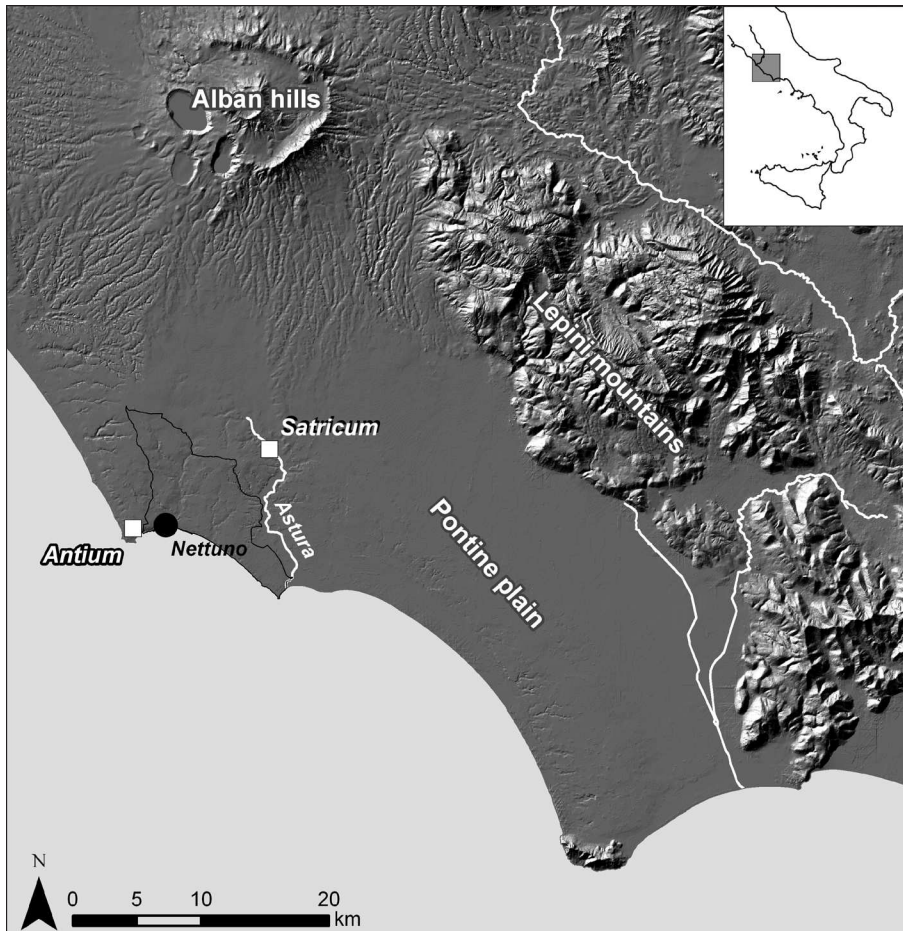 Alban hills
Lepini mountains
Satricum
Astura
Antium
Nettuno
Pontine plain
N
0 5 10 20
km